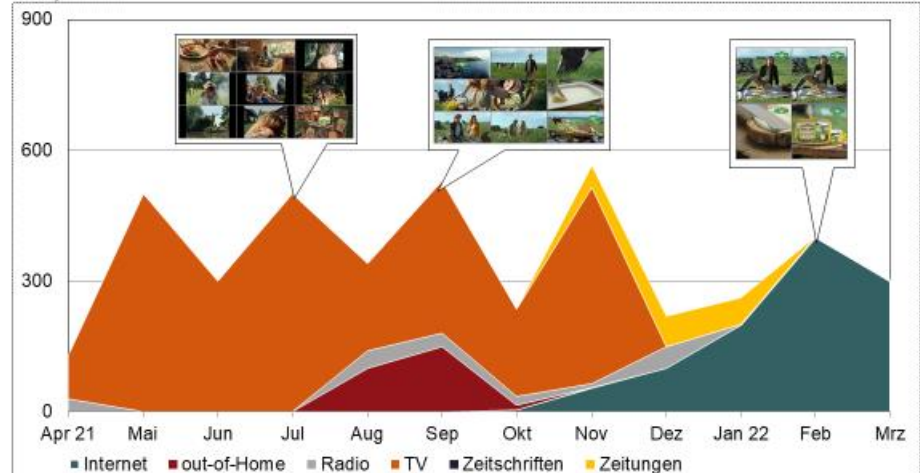 900
600
300
0
Apr 21 Mai Jun Jul Aug Sep Okt Nov Dez Jan 22 Feb Mrz
Internet out-of-Home Radio TV Zeitschriften Zeitungen